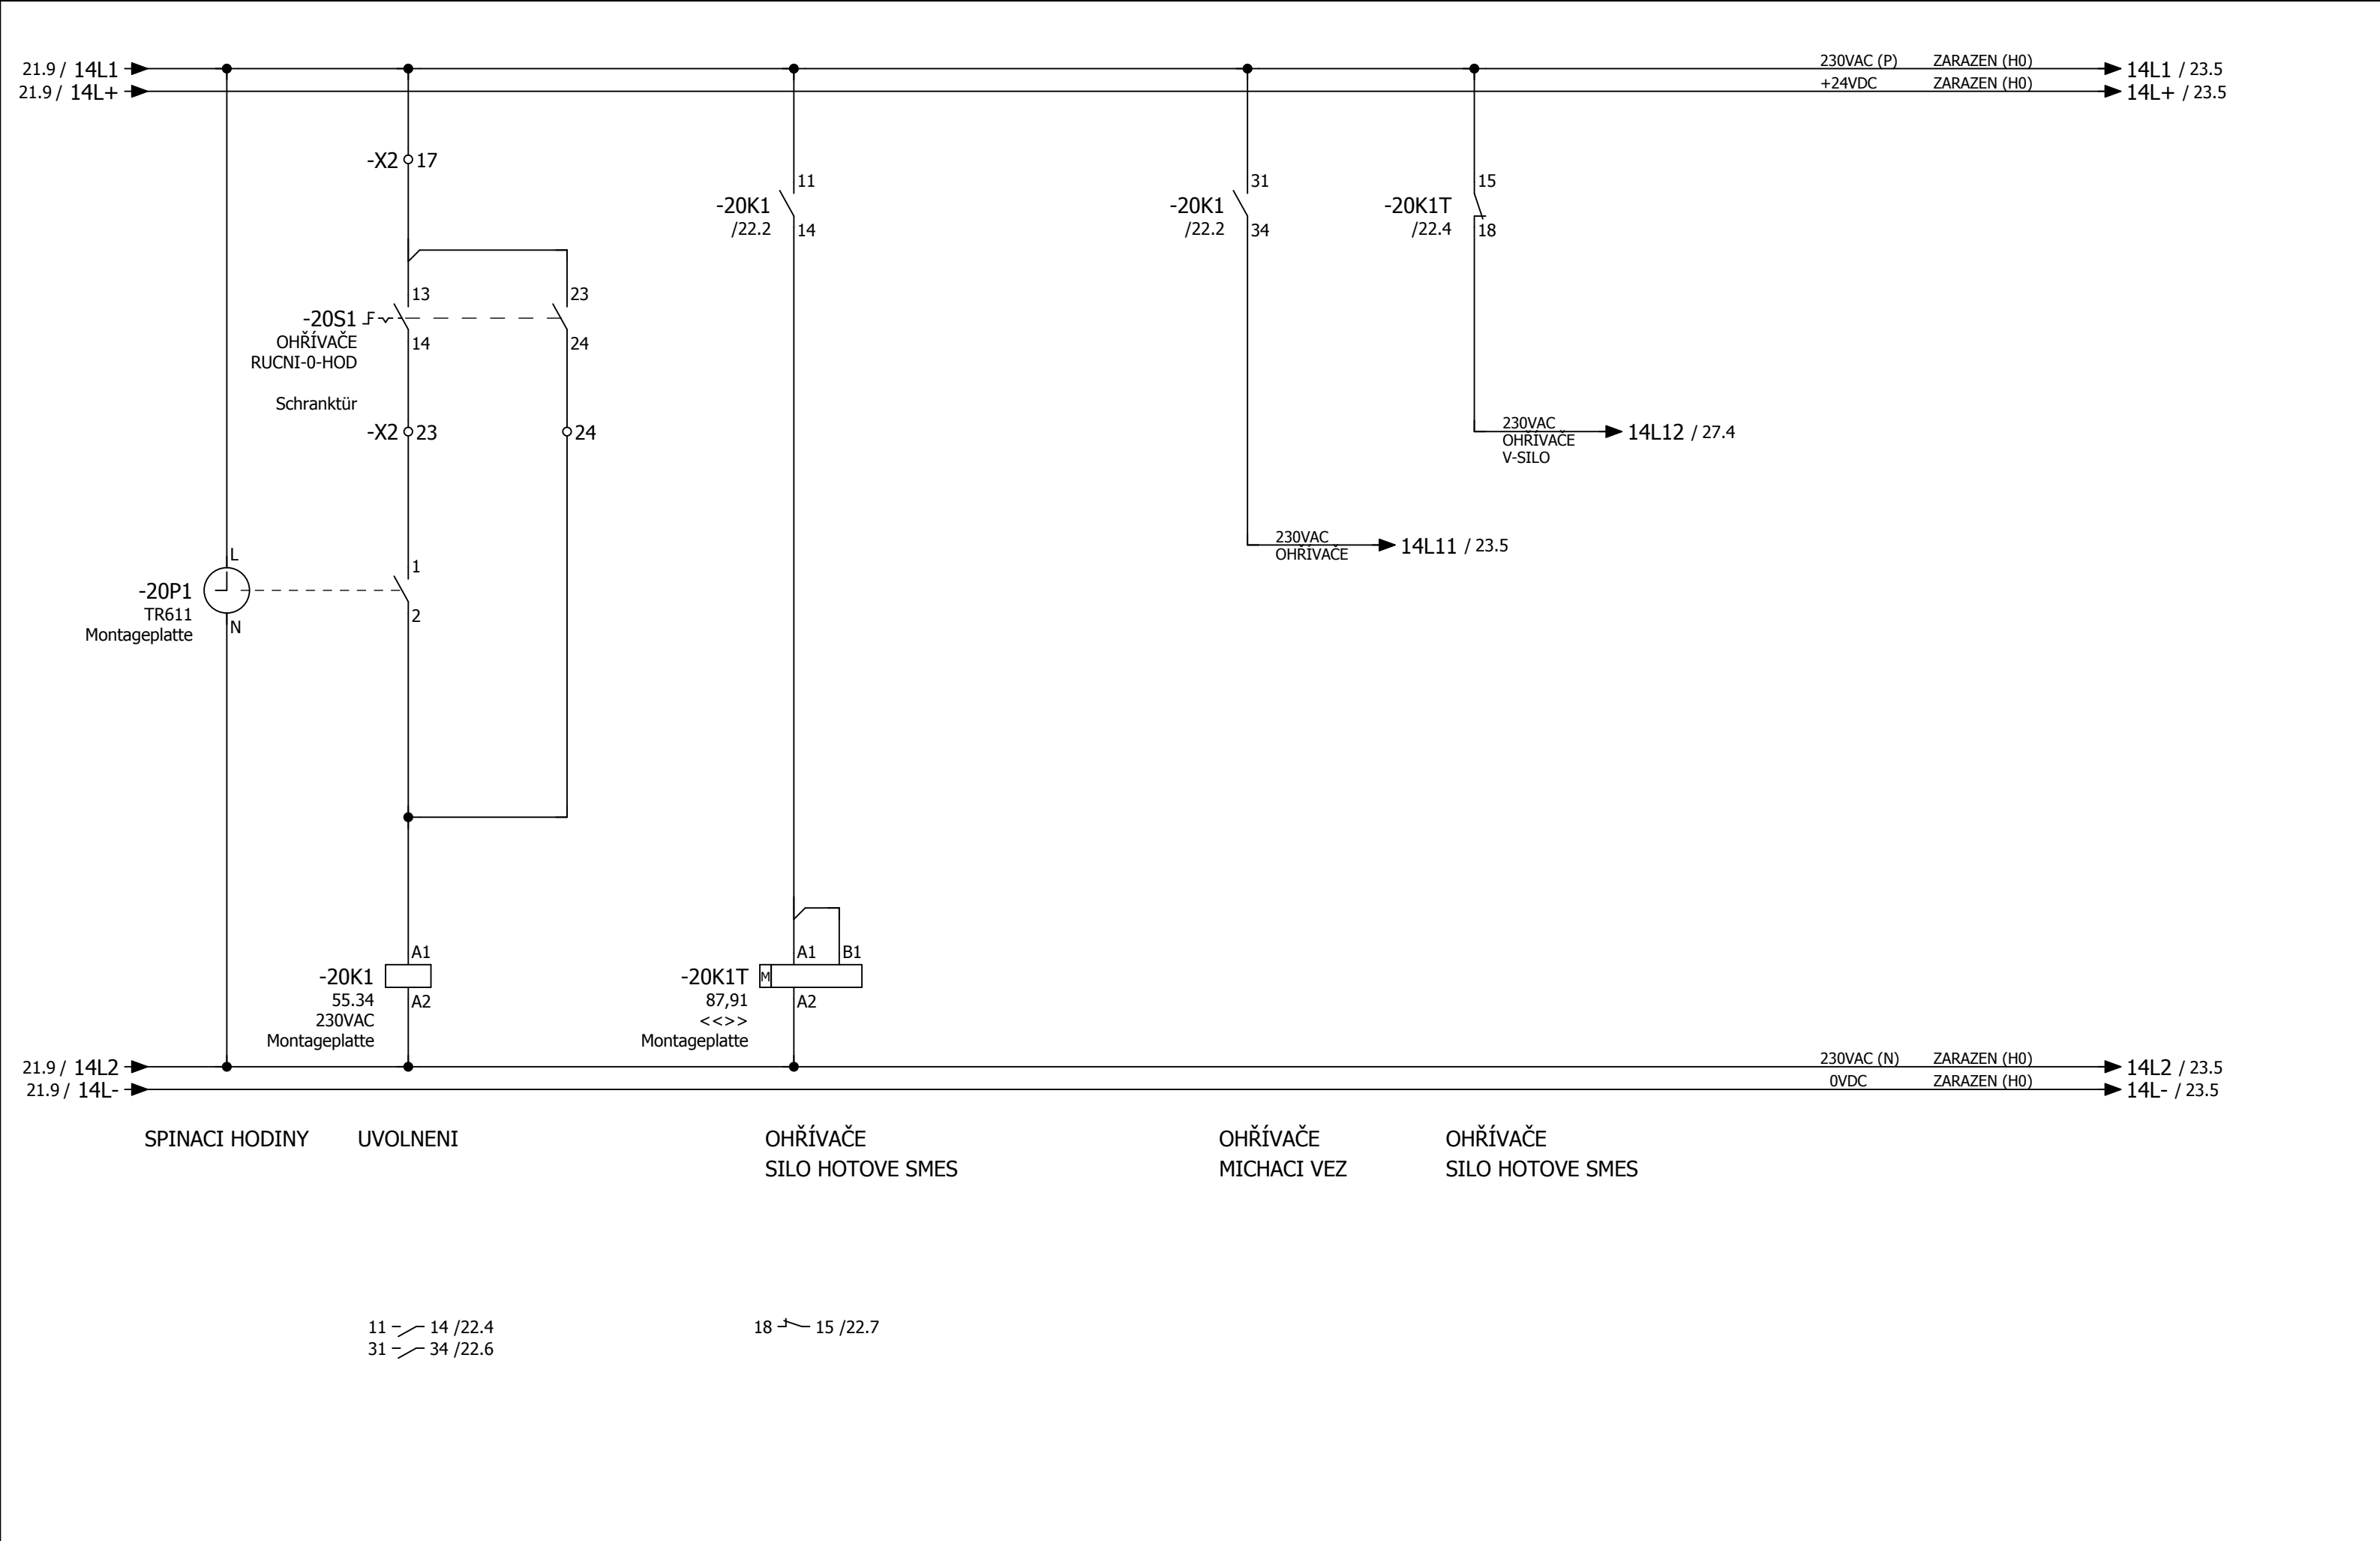 21.9 / 14L1
230VAC (P) ZARAZEN (H0)
14L1 / 23.5
21.9 / 14L+
+24VDC ZARAZEN (H0)
14L+ / 23.5
-X2 17
11
-20K1
/22.2
14
31
-20K1
/22.2
34
15
-20K1T
/22.4
18
13
-20S1
14
OHŘÍVAČE
RUCNI-0-HOD
Schranktür
23
24
-X2 23
24
230VAC
OHŘÍVAČE
V-SILO
14L12 / 27.4
230VAC
OHŘÍVAČE
14L11 / 23.5
L
-20P1
TR611
Montageplatte
N
1
2
A1
-20K1
55.34
230VAC
Montageplatte
A2
A1 B1
-20K1T
M
87,91
<<>>
Montageplatte
A2
21.9 / 14L2
230VAC (N) ZARAZEN (H0)
14L2 / 23.5
21.9 / 14L-
0VDC ZARAZEN (H0)
14L- / 23.5
SPINACI HODINY
UVOLNENI
OHŘÍVAČE
SILO HOTOVE SMES
OHŘÍVAČE
MICHACI VEZ
OHŘÍVAČE
SILO HOTOVE SMES
11 14 /22.4
31 34 /22.6
18 15 /22.7